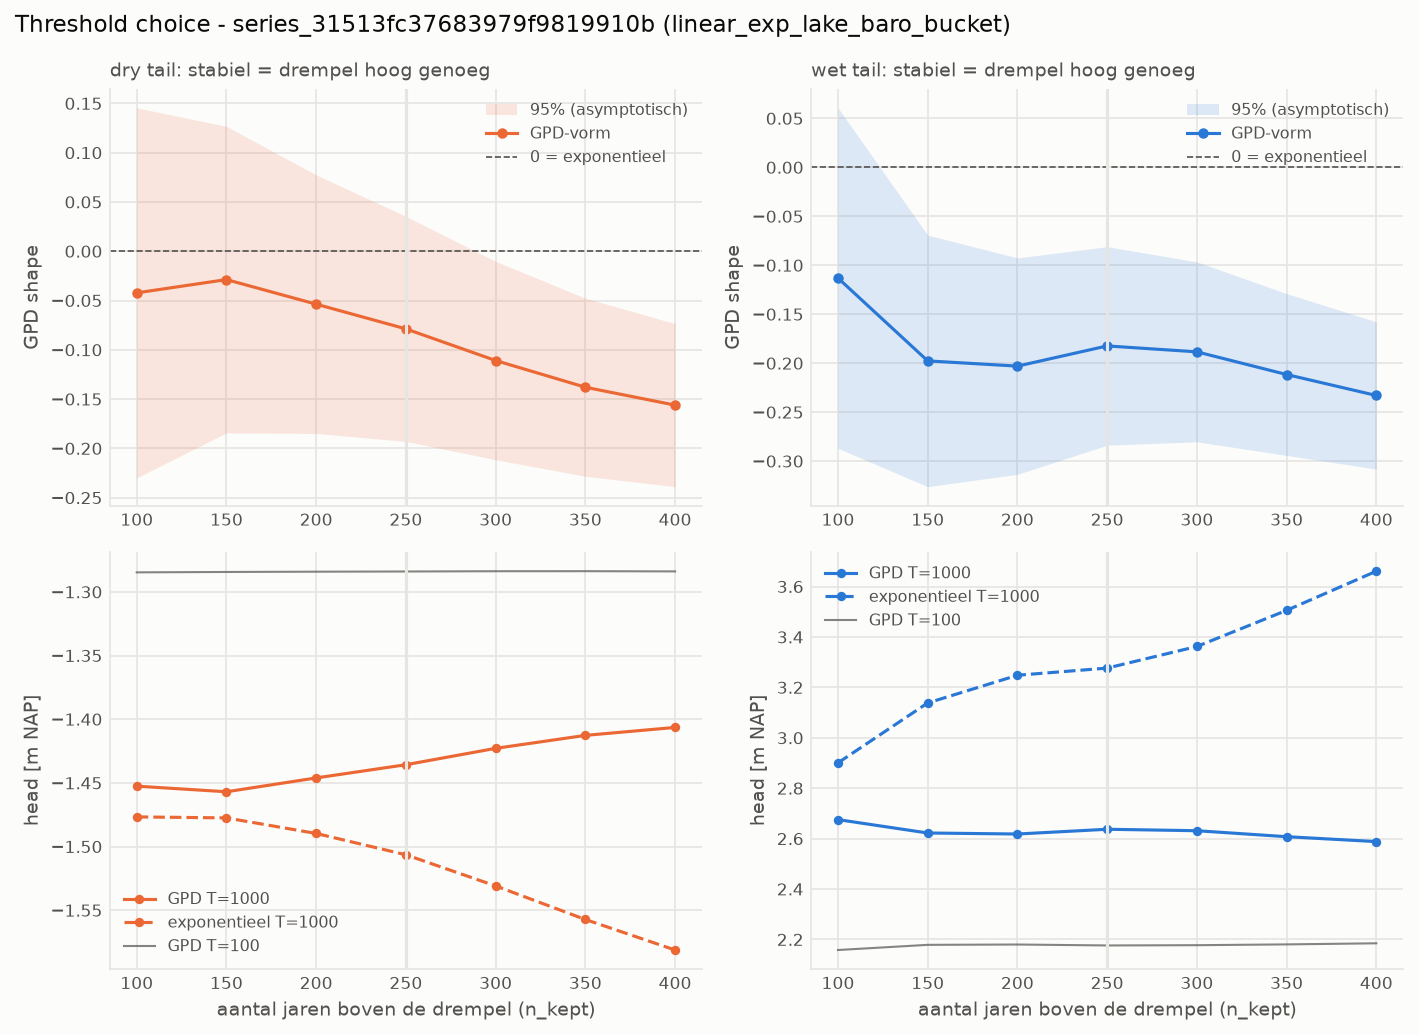 Threshold choice - series_31513fc37683979f9819910b (linear_exp_lake_baro_bucket)
dry tail: stabiel = drempel hoog genoeg
95% (asymptotisch)
GPD-vorm
0 = exponentieel
GPD shape
0.15
0.10
0.05
0.00
−0.05
−0.10
−0.15
−0.20
−0.25
100 150 200 250 300 350 400
wet tail: stabiel = drempel hoog genoeg
95% (asymptotisch)
GPD-vorm
0 = exponentieel
GPD shape
0.05
0.00
−0.05
−0.10
−0.15
−0.20
−0.25
−0.30
100 150 200 250 300 350 400
head [m NAP]
−1.30
−1.35
−1.40
−1.45
−1.50
−1.55
GPD T=1000
exponentieel T=1000
GPD T=100
100 150 200 250 300 350 400
aantal jaren boven de drempel (n_kept)
GPD T=1000
exponentieel T=1000
GPD T=100
head [m NAP]
3.6
3.4
3.2
3.0
2.8
2.6
2.4
2.2
100 150 200 250 300 350 400
aantal jaren boven de drempel (n_kept)